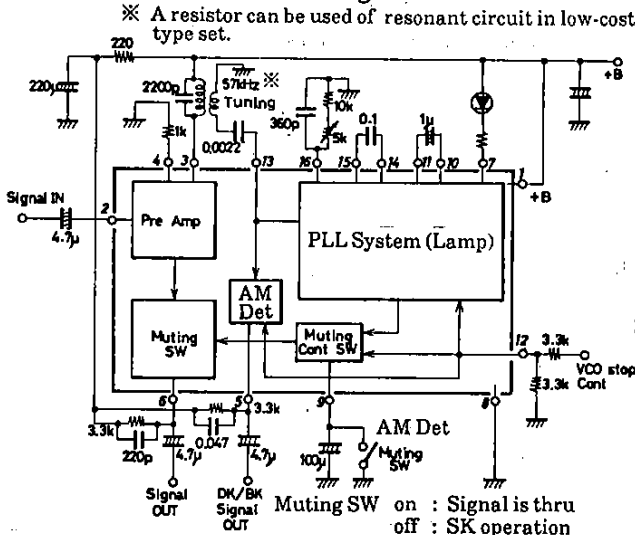 ※ A resistor can be used of resonant circuit in low-cost
type set.
220
+B
220μ
2200p
57kHz ※
Tuning
0,0022
1k
360p
10k
5k
0.1
1μ
4
3
13
16
15
14
11
10
7
1
+B
Signal IN
2
4.7μ
Pre Amp
PLL System (Lamp)
AM
Det
Muting
SW
Muting
Cont SW
12
3.3k
VCO stop
Cont
3.3k
6
5
9
8
3.3k
3.3k
220p
0.047
4.7μ
4.7μ
100μ
AM Det
Muting
SW
Signal
OUT
DK/BK
Signal
OUT
Muting SW on : Signal is thru
off : SK operation